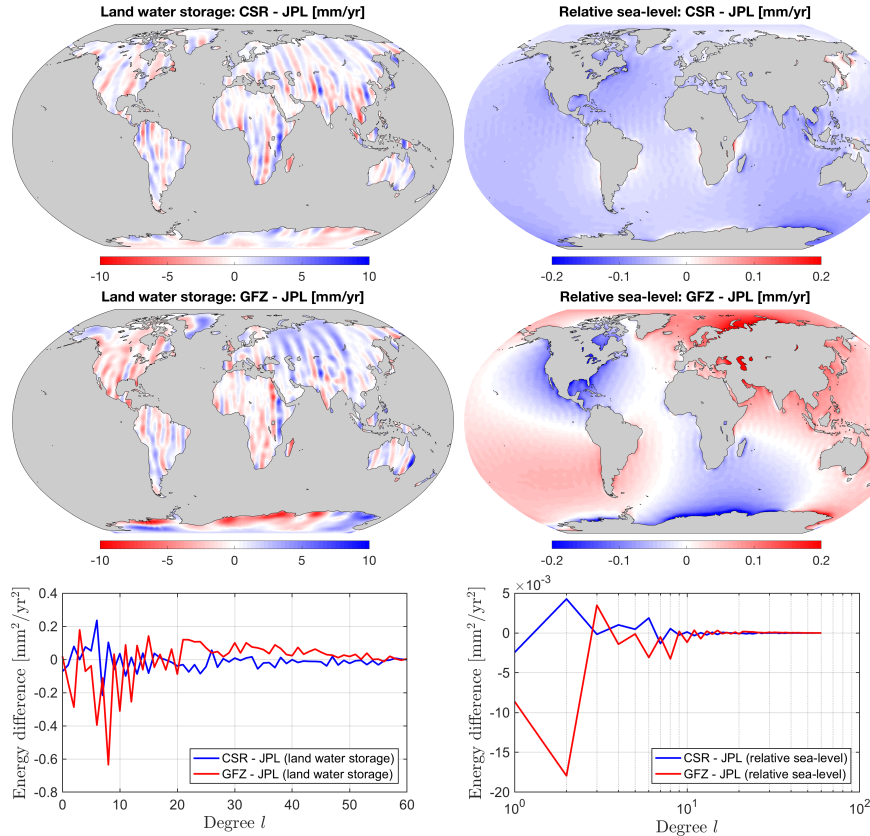 Land water storage: CSR - JPL [mm/yr]
Relative sea-level: CSR - JPL [mm/yr]
-10 -5 0 5 10
-0.2 -0.1 0 0.1 0.2
Land water storage: GFZ - JPL [mm/yr]
Relative sea-level: GFZ - JPL [mm/yr]
-10 -5 0 5 10
-0.2 -0.1 0 0.1 0.2
Energy difference [mm²/yr²]
0.4
0.2
0
-0.2
-0.4
-0.6
-0.8
CSR - JPL (land water storage)
GFZ - JPL (land water storage)
0 10 20 30 40 50 60
Degree l
Energy difference [mm²/yr²]
×10⁻³
5
0
-5
-10
-15
-20
CSR - JPL (relative sea-level)
GFZ - JPL (relative sea-level)
10⁰ 10¹ 10²
Degree l